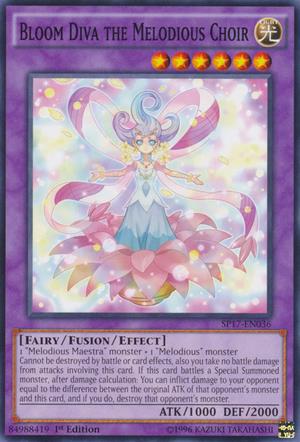 Bloom Diva the Melodious Choir
LIGHT
光
SP17-EN036
[Fairy/Fusion/Effect]
1 "Melodious Maestra" monster + 1 "Melodious" monster
Cannot be destroyed by battle or card effects, also you take no battle damage
from attacks involving this card. If this card battles a Special Summoned
monster, after damage calculation: You can inflict damage to your opponent
equal to the difference between the original ATK of that opponent's monster
and this card, and if you do, destroy that opponent's monster.
ATK/1000 DEF/2000
84988419 1st Edition ©1996 KAZUKI TAKAHASHI